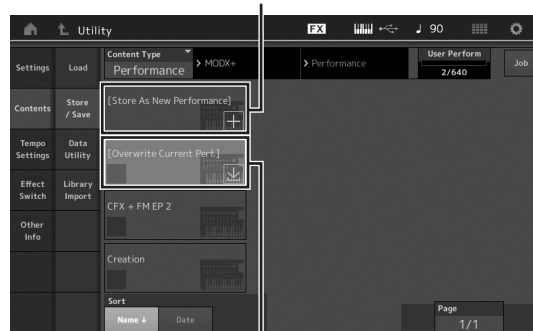 Utility
FX
90
Content Type
Performance
MODX+
Performance
User Perform
2/640
Job
Settings
Load
Contents
Store
/ Save
[Store As New Performance]
Tempo
Settings
Data
Utility
[Overwrite Current Perf.]
Effect
Switch
Library
Import
CFX + FM EP 2
Other
Info
Creation
Sort
Name
Date
Page
1/1